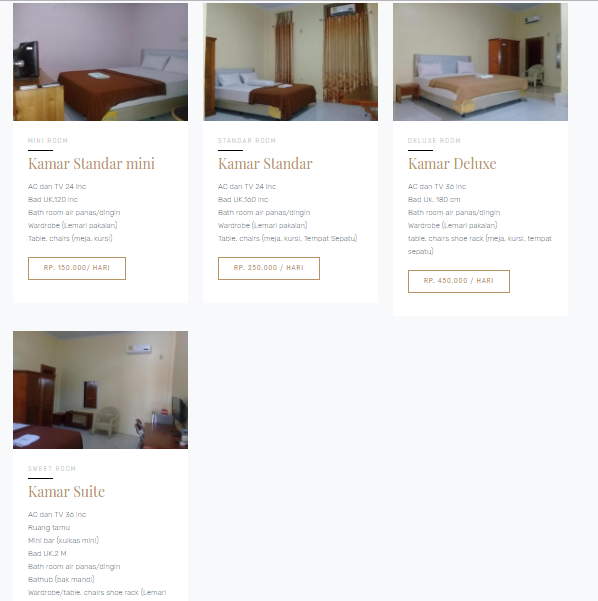 MINI ROOM
Kamar Standar mini
AC dan TV 24 inc
Bad UK.120 inc
Bath room air panas/dingin
Wardrobe (Lemari pakaian)
Table, chairs (meja, kursi)
RP. 150.000/ HARI
STANDAR ROOM
Kamar Standar
AC dan TV 24 inc
Bad UK.160 inc
Bath room air panas/dingin
Wardrobe (Lemari pakaian)
Table, chairs (meja, kursi, Tempat Sepatu)
RP. 250.000 / HARI
DELUXE ROOM
Kamar Deluxe
AC dan TV 36 inc
Bad Uk. 180 cm
Bath room air panas/dingin
Wardrobe (Lemari pakaian)
table, chairs shoe rack (meja, kursi, tempat
sepatu)
RP. 450.000 / HARI
SWEET ROOM
Kamar Suite
AC dan TV 36 inc
Ruang tamu
Mini bar (kulkas mini)
Bad UK.2 M
Bath room air panas/dingin
Bathub (bak mandi)
Wardrobe/table, chairs shoe rack (Lemari